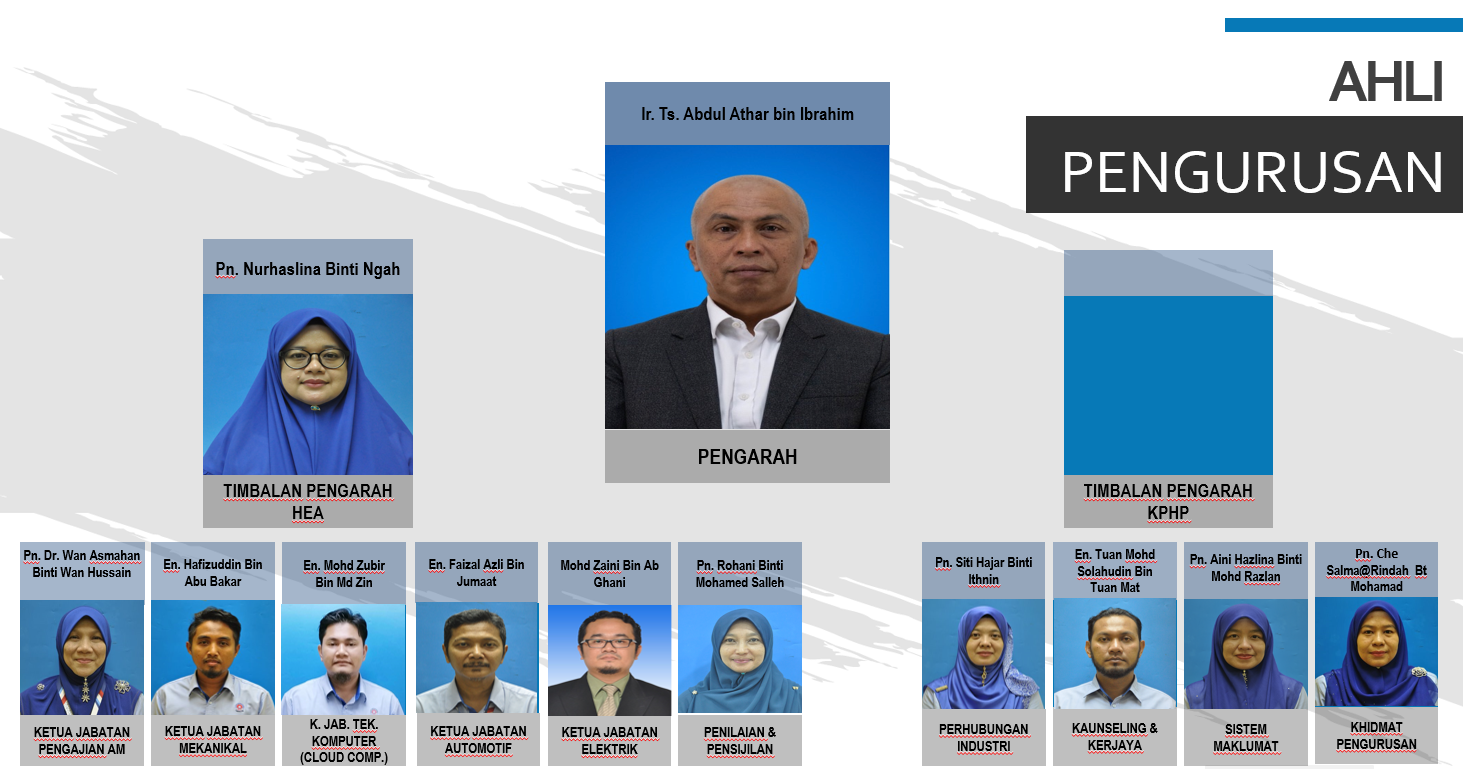 AHLI
PENGURUSAN
Ir. Ts. Abdul Athar bin Ibrahim
PENGARAH
Pn. Nurhaslina Binti Ngah
TIMBALAN PENGARAH
HEA
TIMBALAN PENGARAH
KPHP
Pn. Dr. Wan Asmahan
Binti Wan Hussain
KETUA JABATAN
PENGAJIAN AM
En. Hafizuddin Bin
Abu Bakar
KETUA JABATAN
MEKANIKAL
En. Mohd Zubir
Bin Md Zin
K. JAB. TEK.
KOMPUTER
(CLOUD COMP.)
En. Faizal Azli Bin
Jumaat
KETUA JABATAN
AUTOMOTIF
Mohd Zaini Bin Ab
Ghani
KETUA JABATAN
ELEKTRIK
Pn. Rohani Binti
Mohamed Salleh
PENILAIAN &
PENSIJILAN
Pn. Siti Hajar Binti
Ithnin
PERHUBUNGAN
INDUSTRI
En. Tuan Mohd
Solahudin Bin
Tuan Mat
KAUNSELING &
KERJAYA
Pn. Aini Hazlina Binti
Mohd Razlan
SISTEM
MAKLUMAT
Pn. Che
Salma@Rindah Bt
Mohamad
KHIDMAT
PENGURUSAN